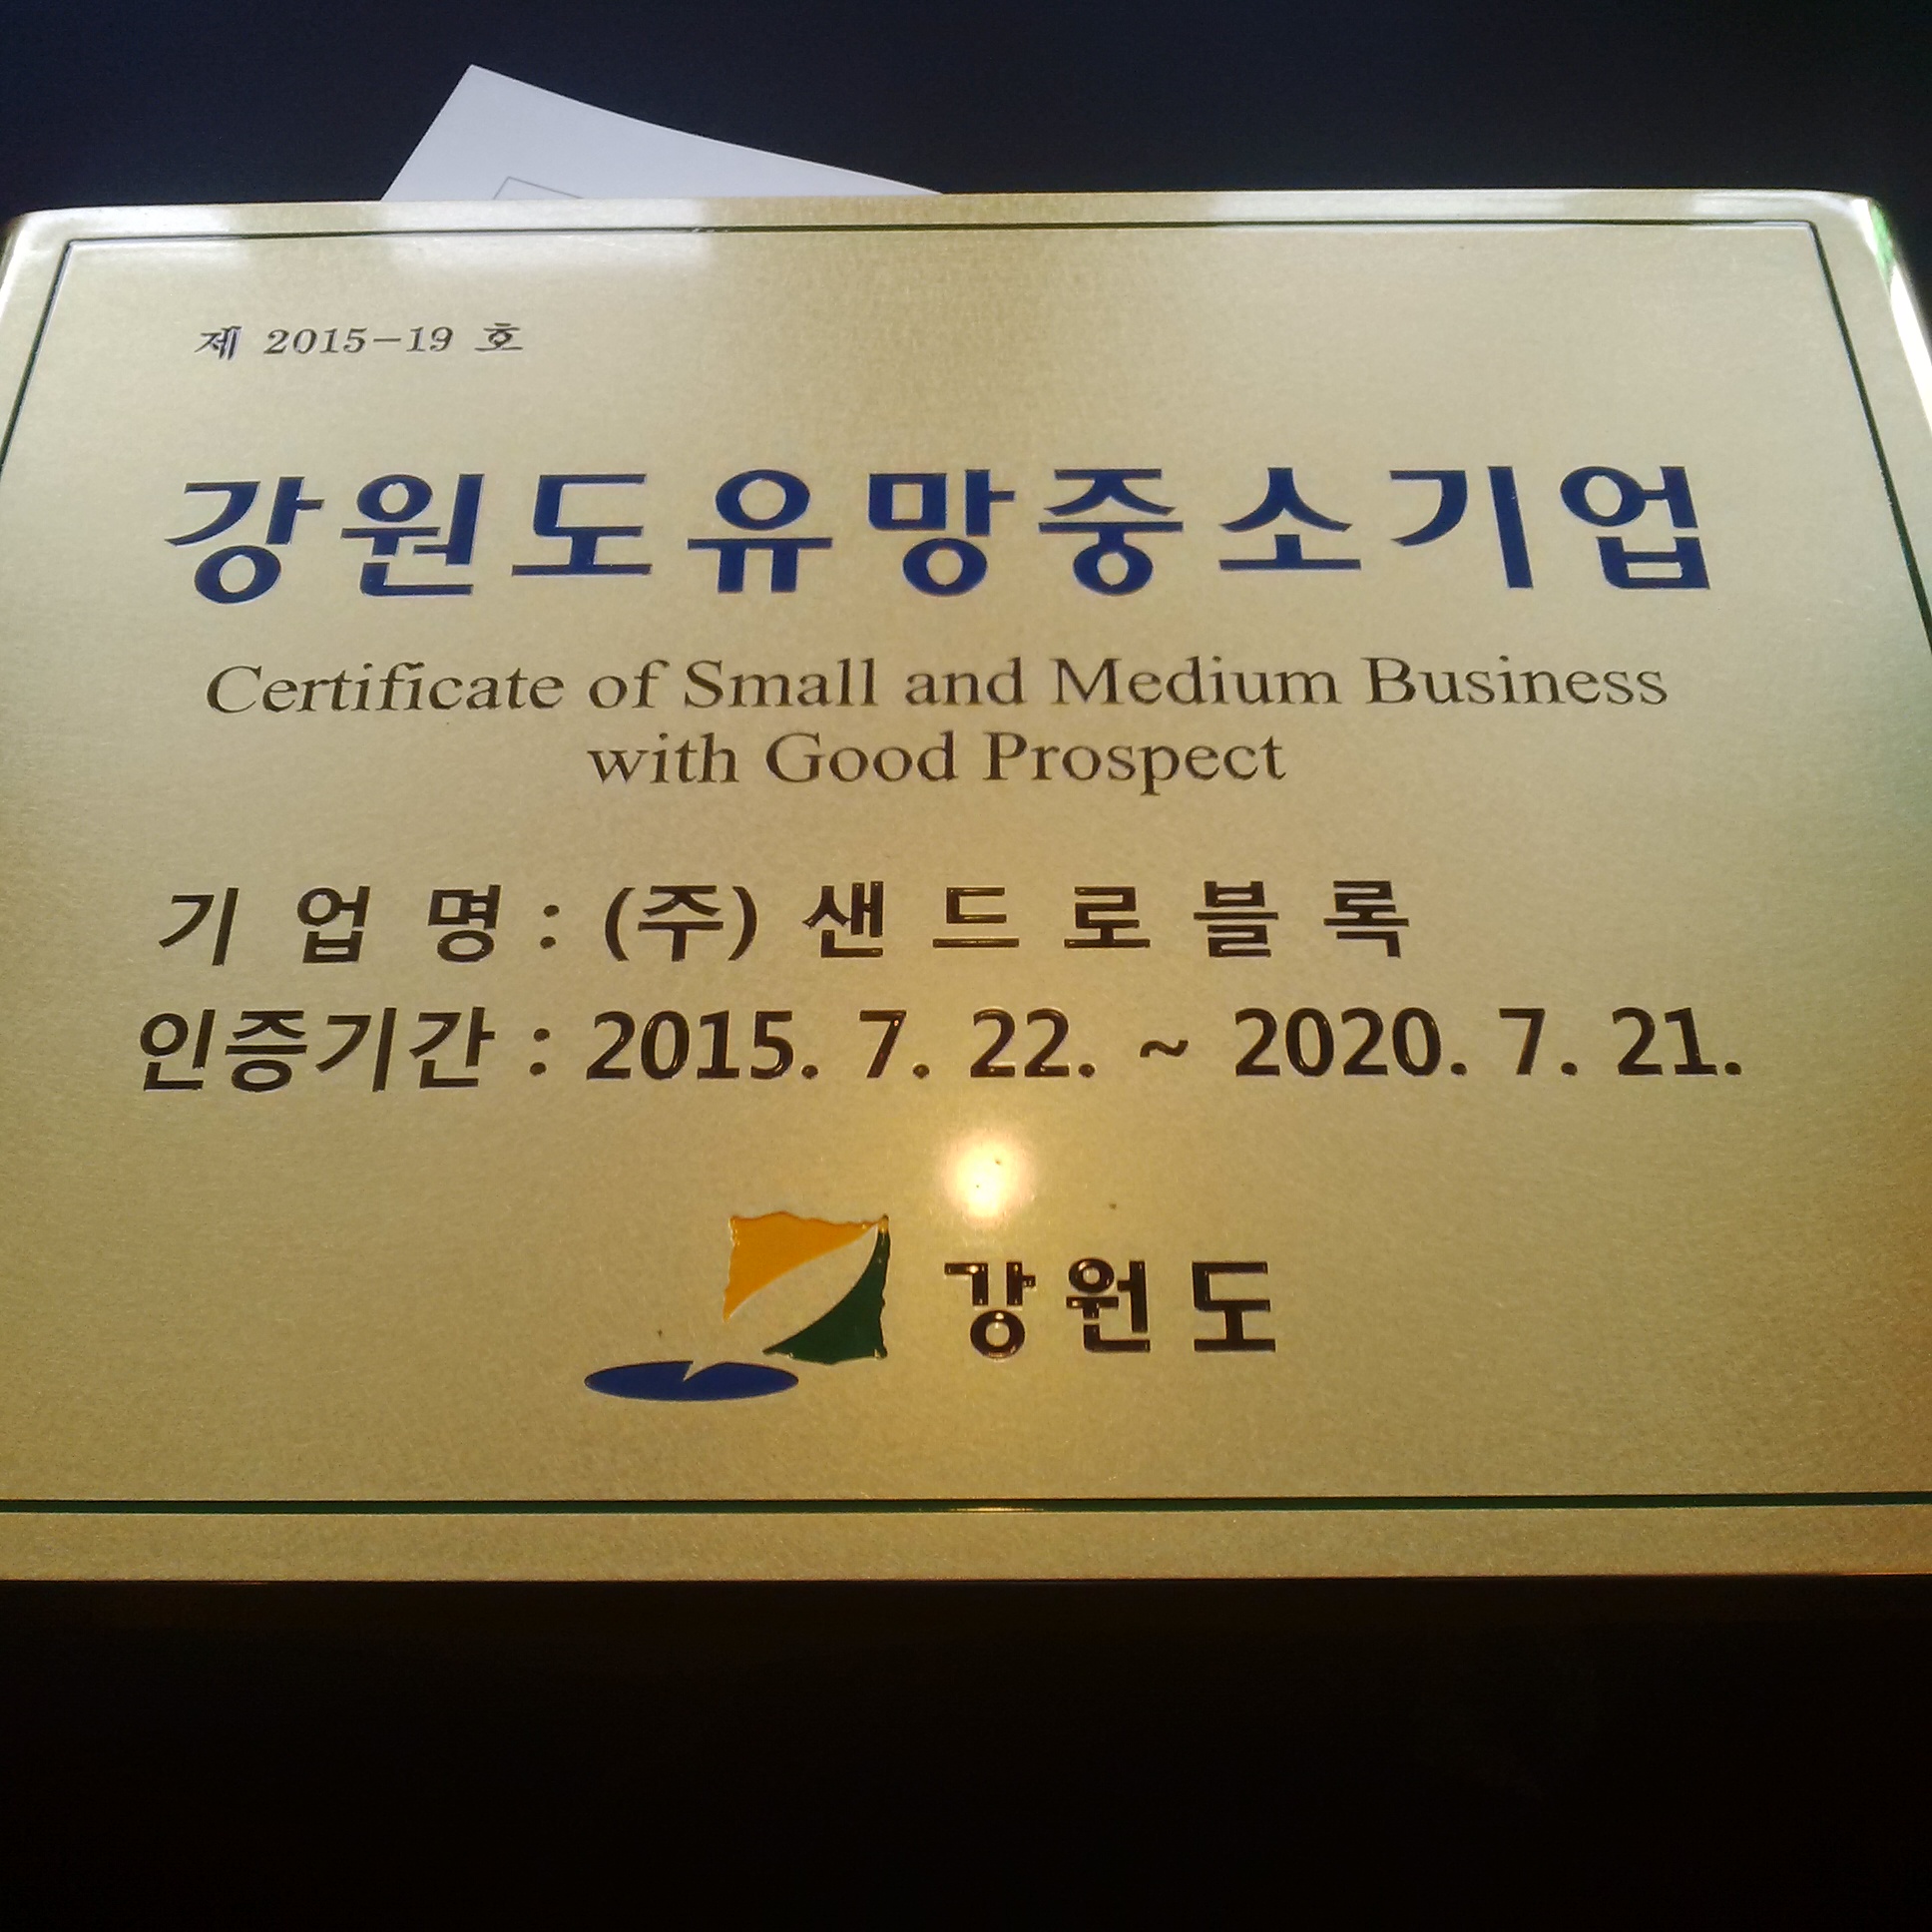 제 2015-19 호
강원도유망중소기업
Certificate of Small and Medium Business
with Good Prospect
기 업 명 : (주) 샌 드 로 블 록
인증기간 : 2015. 7. 22. ~ 2020. 7. 21.
강원도